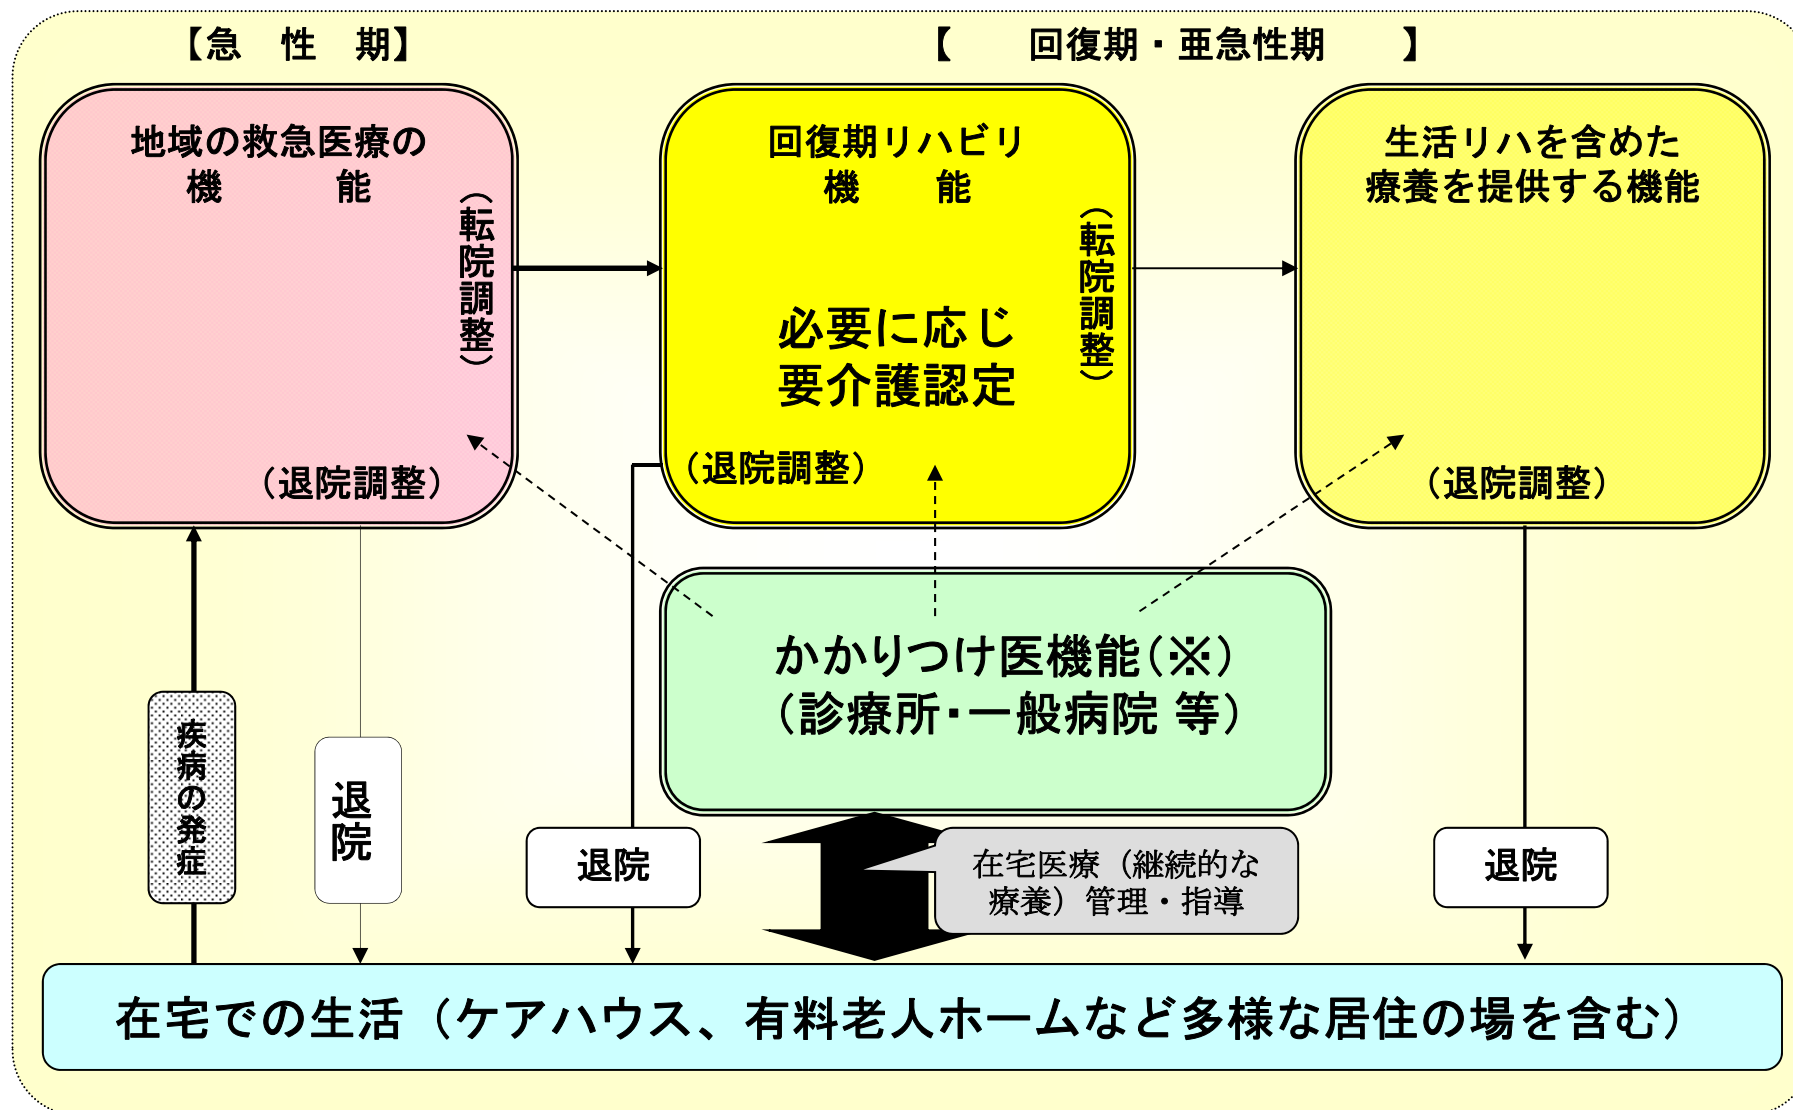 【急　性　期】
【　　回復期・亜急性期　　】
地域の救急医療の
機　　　能
（転院調整）
（退院調整）
回復期リハビリ
機　　能
必要に応じ
要介護認定
（転院調整）
（退院調整）
生活リハを含めた
療養を提供する機能
（退院調整）
かかりつけ医機能（※）
（診療所・一般病院 等）
疾病の発症
退院
退院
在宅医療（継続的な
療養）管理・指導
退院
在宅での生活（ケアハウス、有料老人ホームなど多様な居住の場を含む）